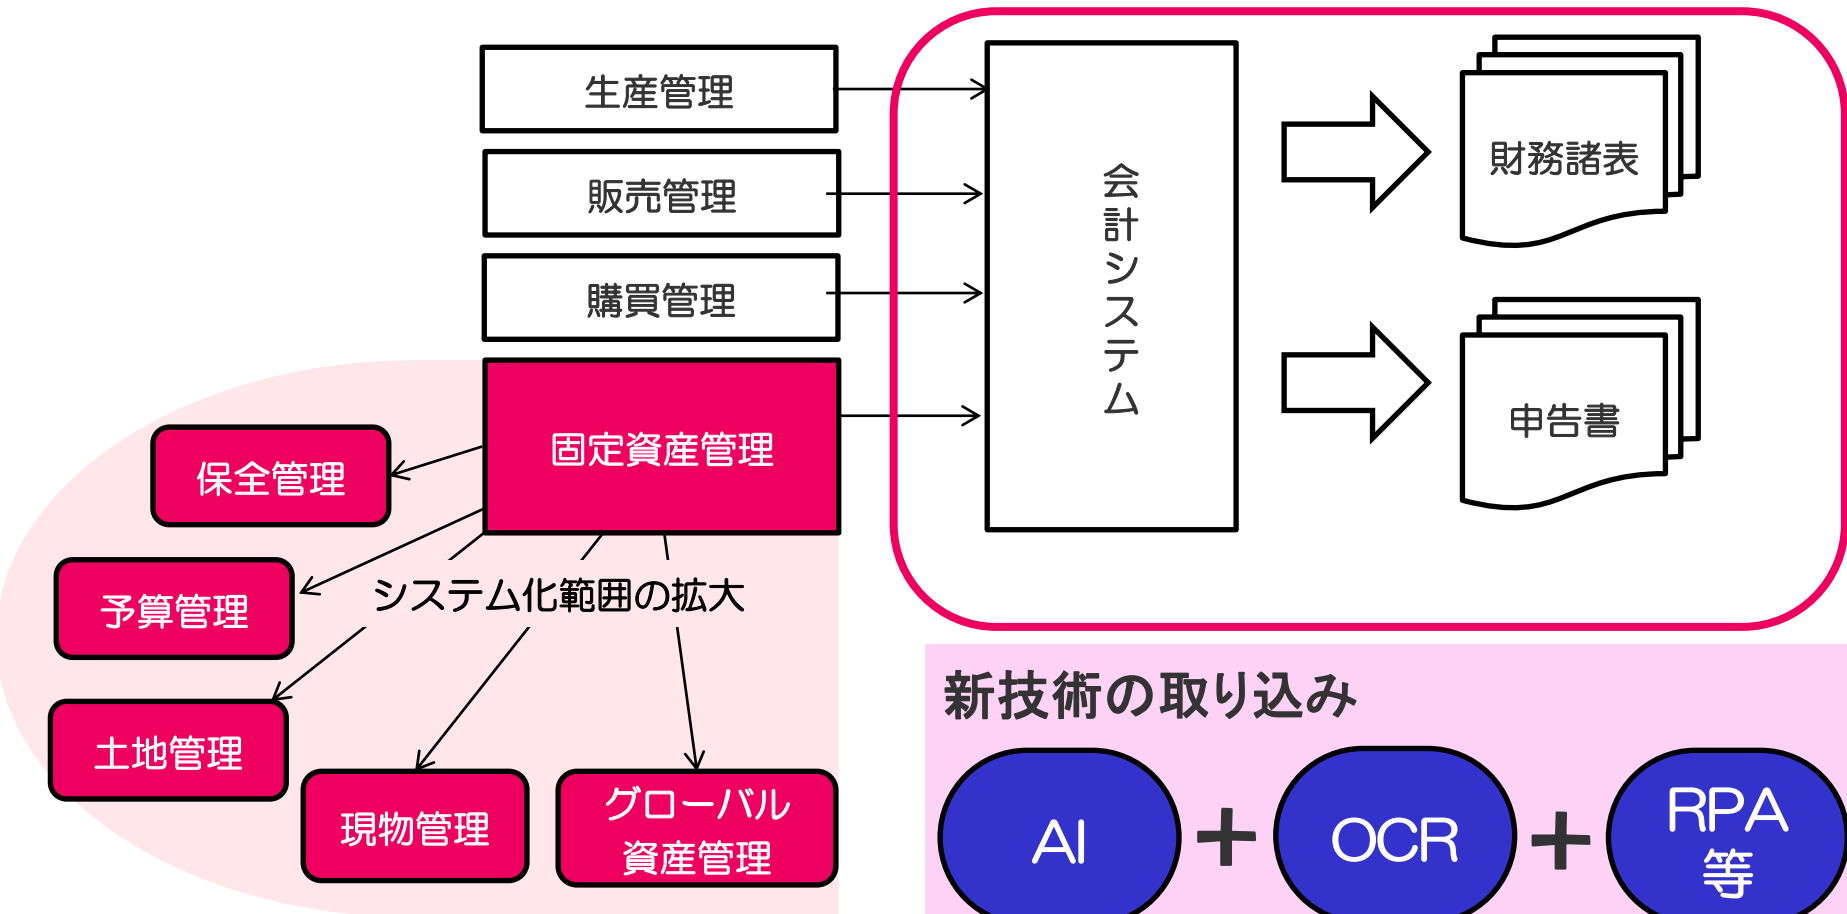 生産管理
販売管理
購買管理
固定資産管理
会計システム
財務諸表
申告書
保全管理
予算管理
システム化範囲の拡大
土地管理
現物管理
グローバル
資産管理
新技術の取り込み
AI
+
OCR
+
RPA
等